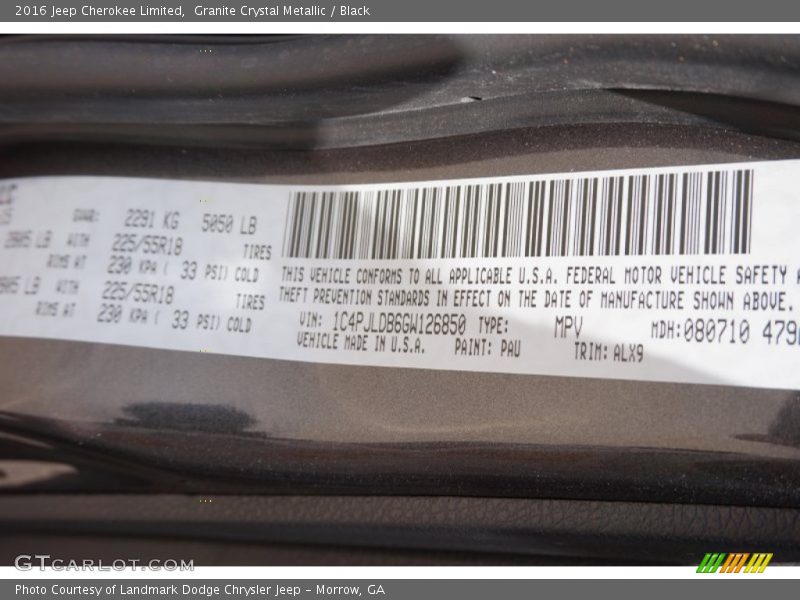 2016 Jeep Cherokee Limited,  Granite Crystal Metallic / Black
GVWR: 2291 KG 5050 LB
LB WITH 225/55R18 TIRES
RIMS AT 230 KPA ( 33 PSI) COLD
LB WITH 225/55R18 TIRES
RIMS AT 230 KPA ( 33 PSI) COLD
THIS VEHICLE CONFORMS TO ALL APPLICABLE U.S.A. FEDERAL MOTOR VEHICLE SAFETY A
THEFT PREVENTION STANDARDS IN EFFECT ON THE DATE OF MANUFACTURE SHOWN ABOVE.
VIN: 1C4PJLDB6GW126850 TYPE: MPV MDH:080710 479
VEHICLE MADE IN U.S.A. PAINT: PAU TRIM: ALX9
GTCARLOT.COM
Photo Courtesy of Landmark Dodge Chrysler Jeep – Morrow, GA